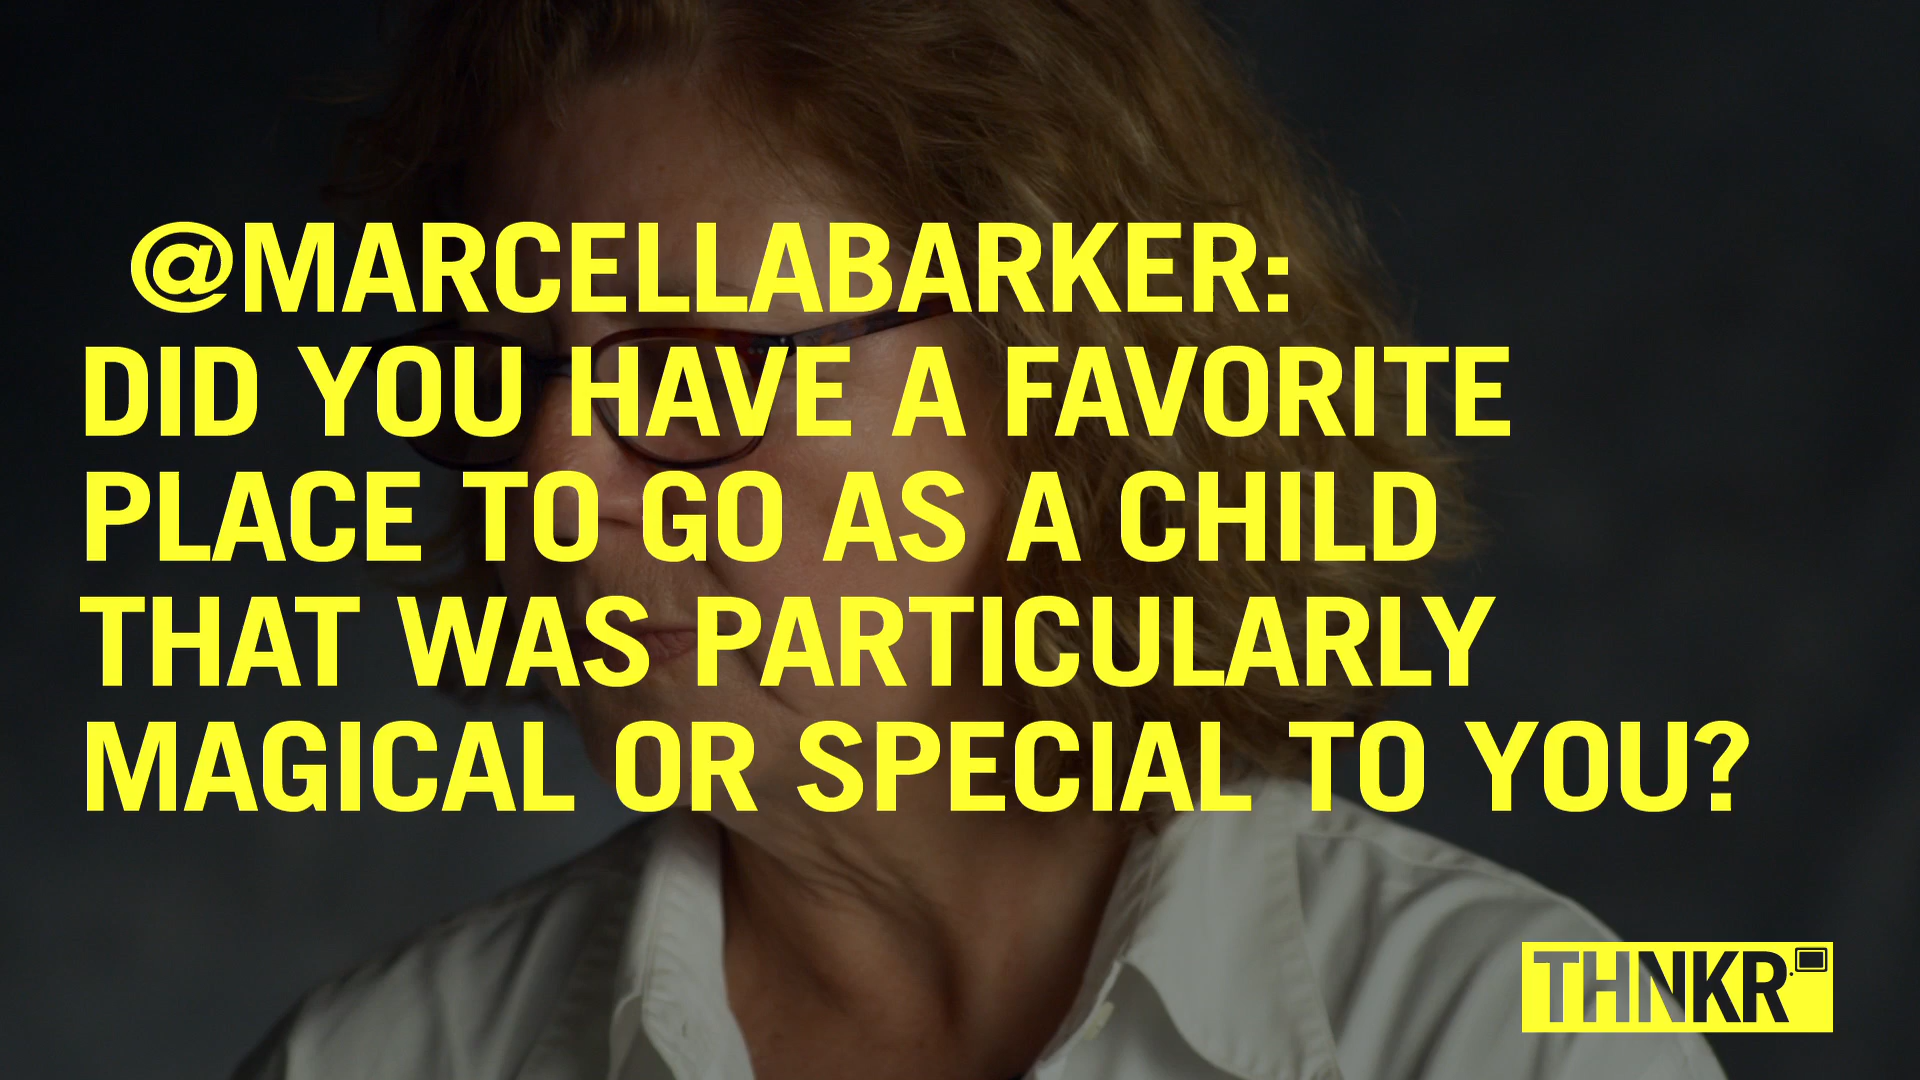 @MARCELLABARKER:
DID YOU HAVE A FAVORITE
PLACE TO GO AS A CHILD
THAT WAS PARTICULARLY
MAGICAL OR SPECIAL TO YOU?
THNKR